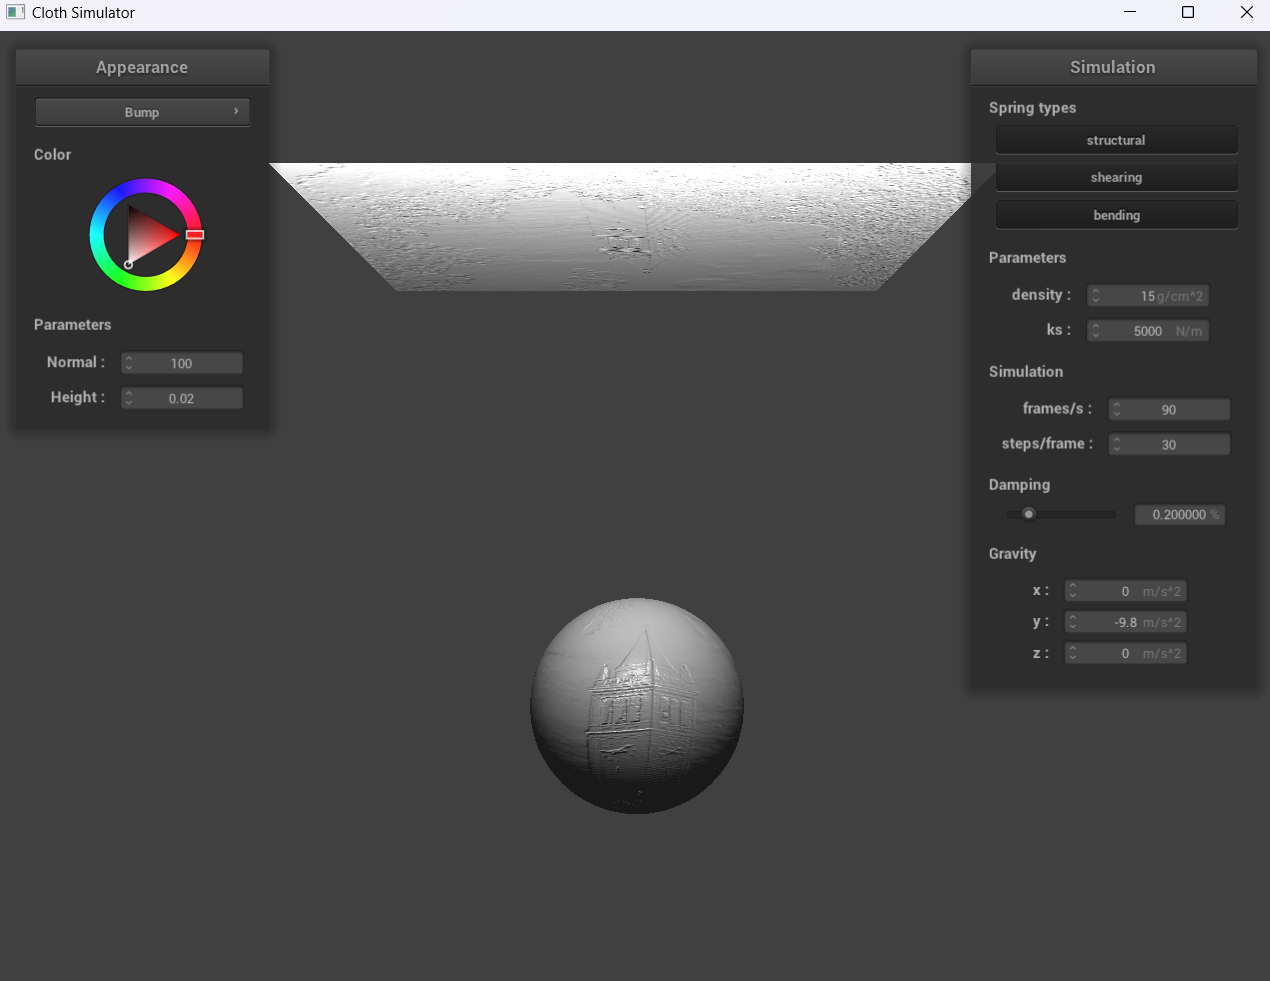 Cloth Simulator
Appearance
Bump
Color
Parameters
Normal :
100
Height :
0.02
Simulation
Spring types
structural
shearing
bending
Parameters
density :
15 g/cm^2
ks :
5000 N/m
Simulation
frames/s :
90
steps/frame :
30
Damping
0.200000 %
Gravity
x :
0 m/s^2
y :
-9.8 m/s^2
z :
0 m/s^2